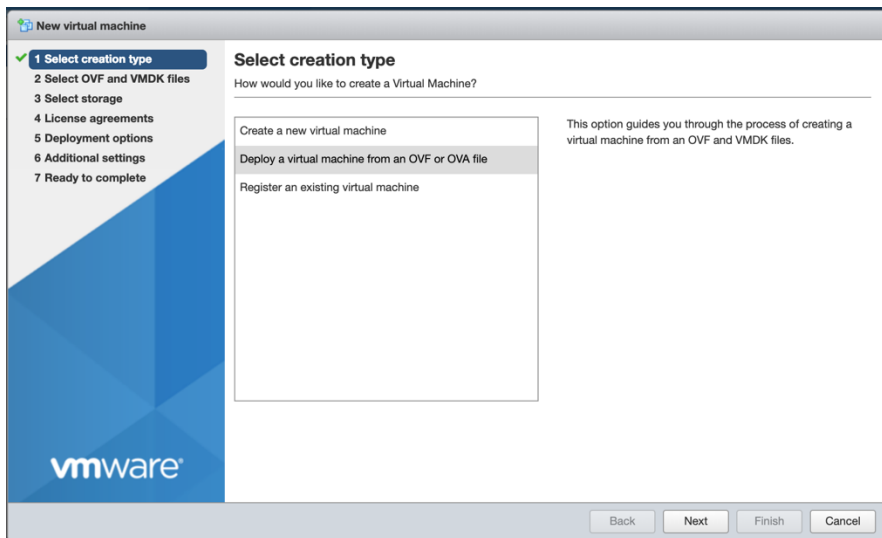 New virtual machine
1 Select creation type
2 Select OVF and VMDK files
3 Select storage
4 License agreements
5 Deployment options
6 Additional settings
7 Ready to complete
vmware®
Select creation type
How would you like to create a Virtual Machine?
Create a new virtual machine
Deploy a virtual machine from an OVF or OVA file
Register an existing virtual machine
This option guides you through the process of creating a
virtual machine from an OVF and VMDK files.
Back
Next
Finish
Cancel